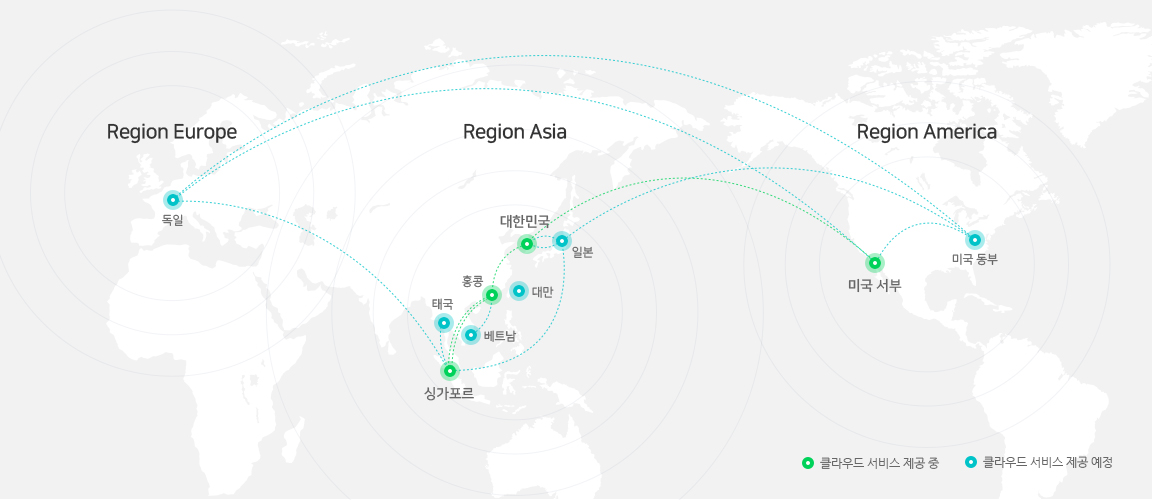 Region Europe
Region Asia
Region America
독일
대한민국
일본
홍콩
대만
태국
베트남
싱가포르
미국 동부
미국 서부
클라우드 서비스 제공 중
클라우드 서비스 제공 예정